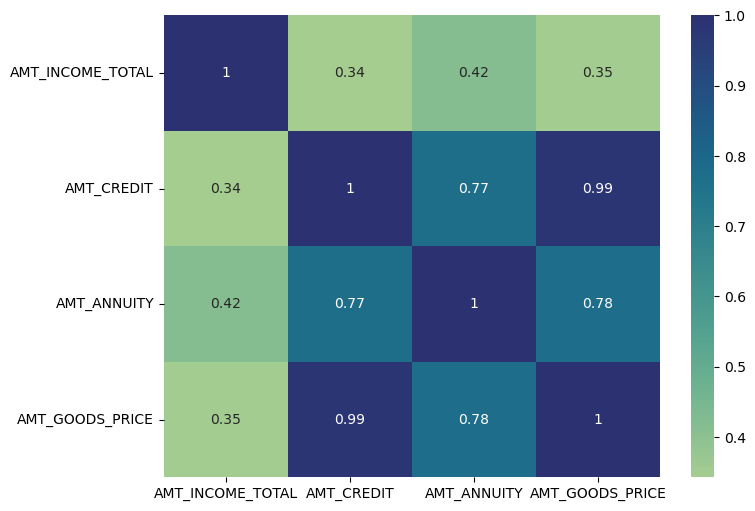 AMT_INCOME_TOTAL 1 0.34 0.42 0.35
AMT_CREDIT 0.34 1 0.77 0.99
AMT_ANNUITY 0.42 0.77 1 0.78
AMT_GOODS_PRICE 0.35 0.99 0.78 1
AMT_INCOME_TOTAL AMT_CREDIT AMT_ANNUITY AMT_GOODS_PRICE
1.0
0.9
0.8
0.7
0.6
0.5
0.4